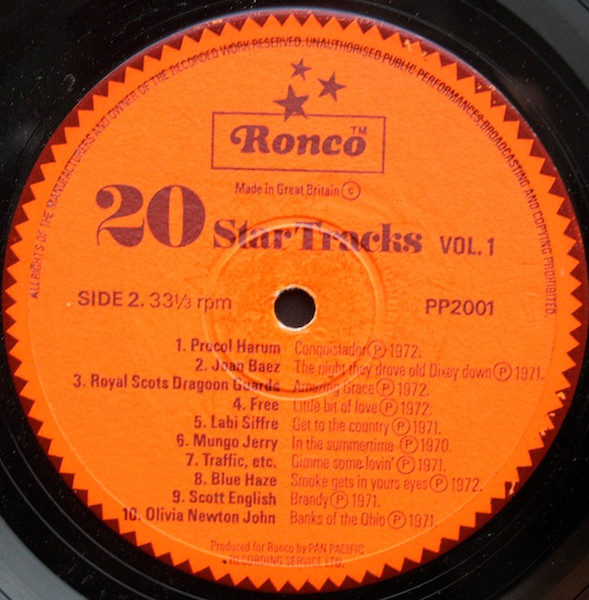 ALL RIGHTS OF THE MANUFACTURERS AND OWNER OF THE RECORDED WORK RESERVED. UNAUTHORISED PUBLIC PERFORMANCES, BROADCASTING AND COPYING PROHIBITED.
Ronco™
Made in Great Britain ©
20 Star Tracks VOL. 1
SIDE 2. 33⅓ rpm PP2001
1. Procol Harum Conquistador ℗ 1972.
2. Joan Baez The night they drove old Dixey down ℗ 1971.
3. Royal Scots Dragoon Guards Amazing Grace ℗ 1972.
4. Free Little bit of love ℗ 1972.
5. Labi Siffre Get to the country ℗ 1971.
6. Mungo Jerry In the summertime ℗ 1970.
7. Traffic, etc. Gimme some lovin' ℗ 1971.
8. Blue Haze Smoke gets in yours eyes ℗ 1972.
9. Scott English Brandy ℗ 1971.
10. Olivia Newton John Banks of the Ohio ℗ 1971.
Produced for Ronco by PAN PACIFIC
RECORDING SERVICE LTD.